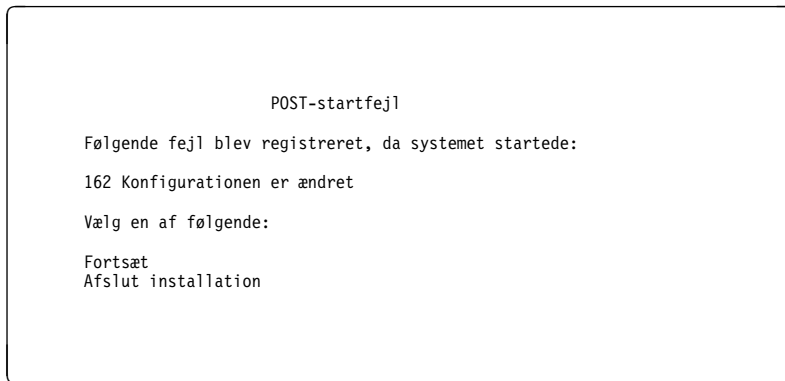 POST-startfejl
Følgende fejl blev registreret, da systemet startede:
162 Konfigurationen er ændret
Vælg en af følgende:
Fortsæt
Afslut installation